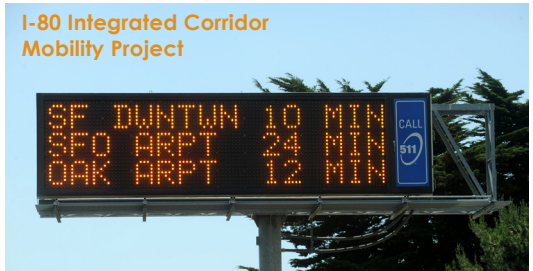 I-80 Integrated Corridor
Mobility Project
SF DWNTWN 10 MIN
SFO ARPT 24 MIN
OAK ARPT 12 MIN
CALL
511